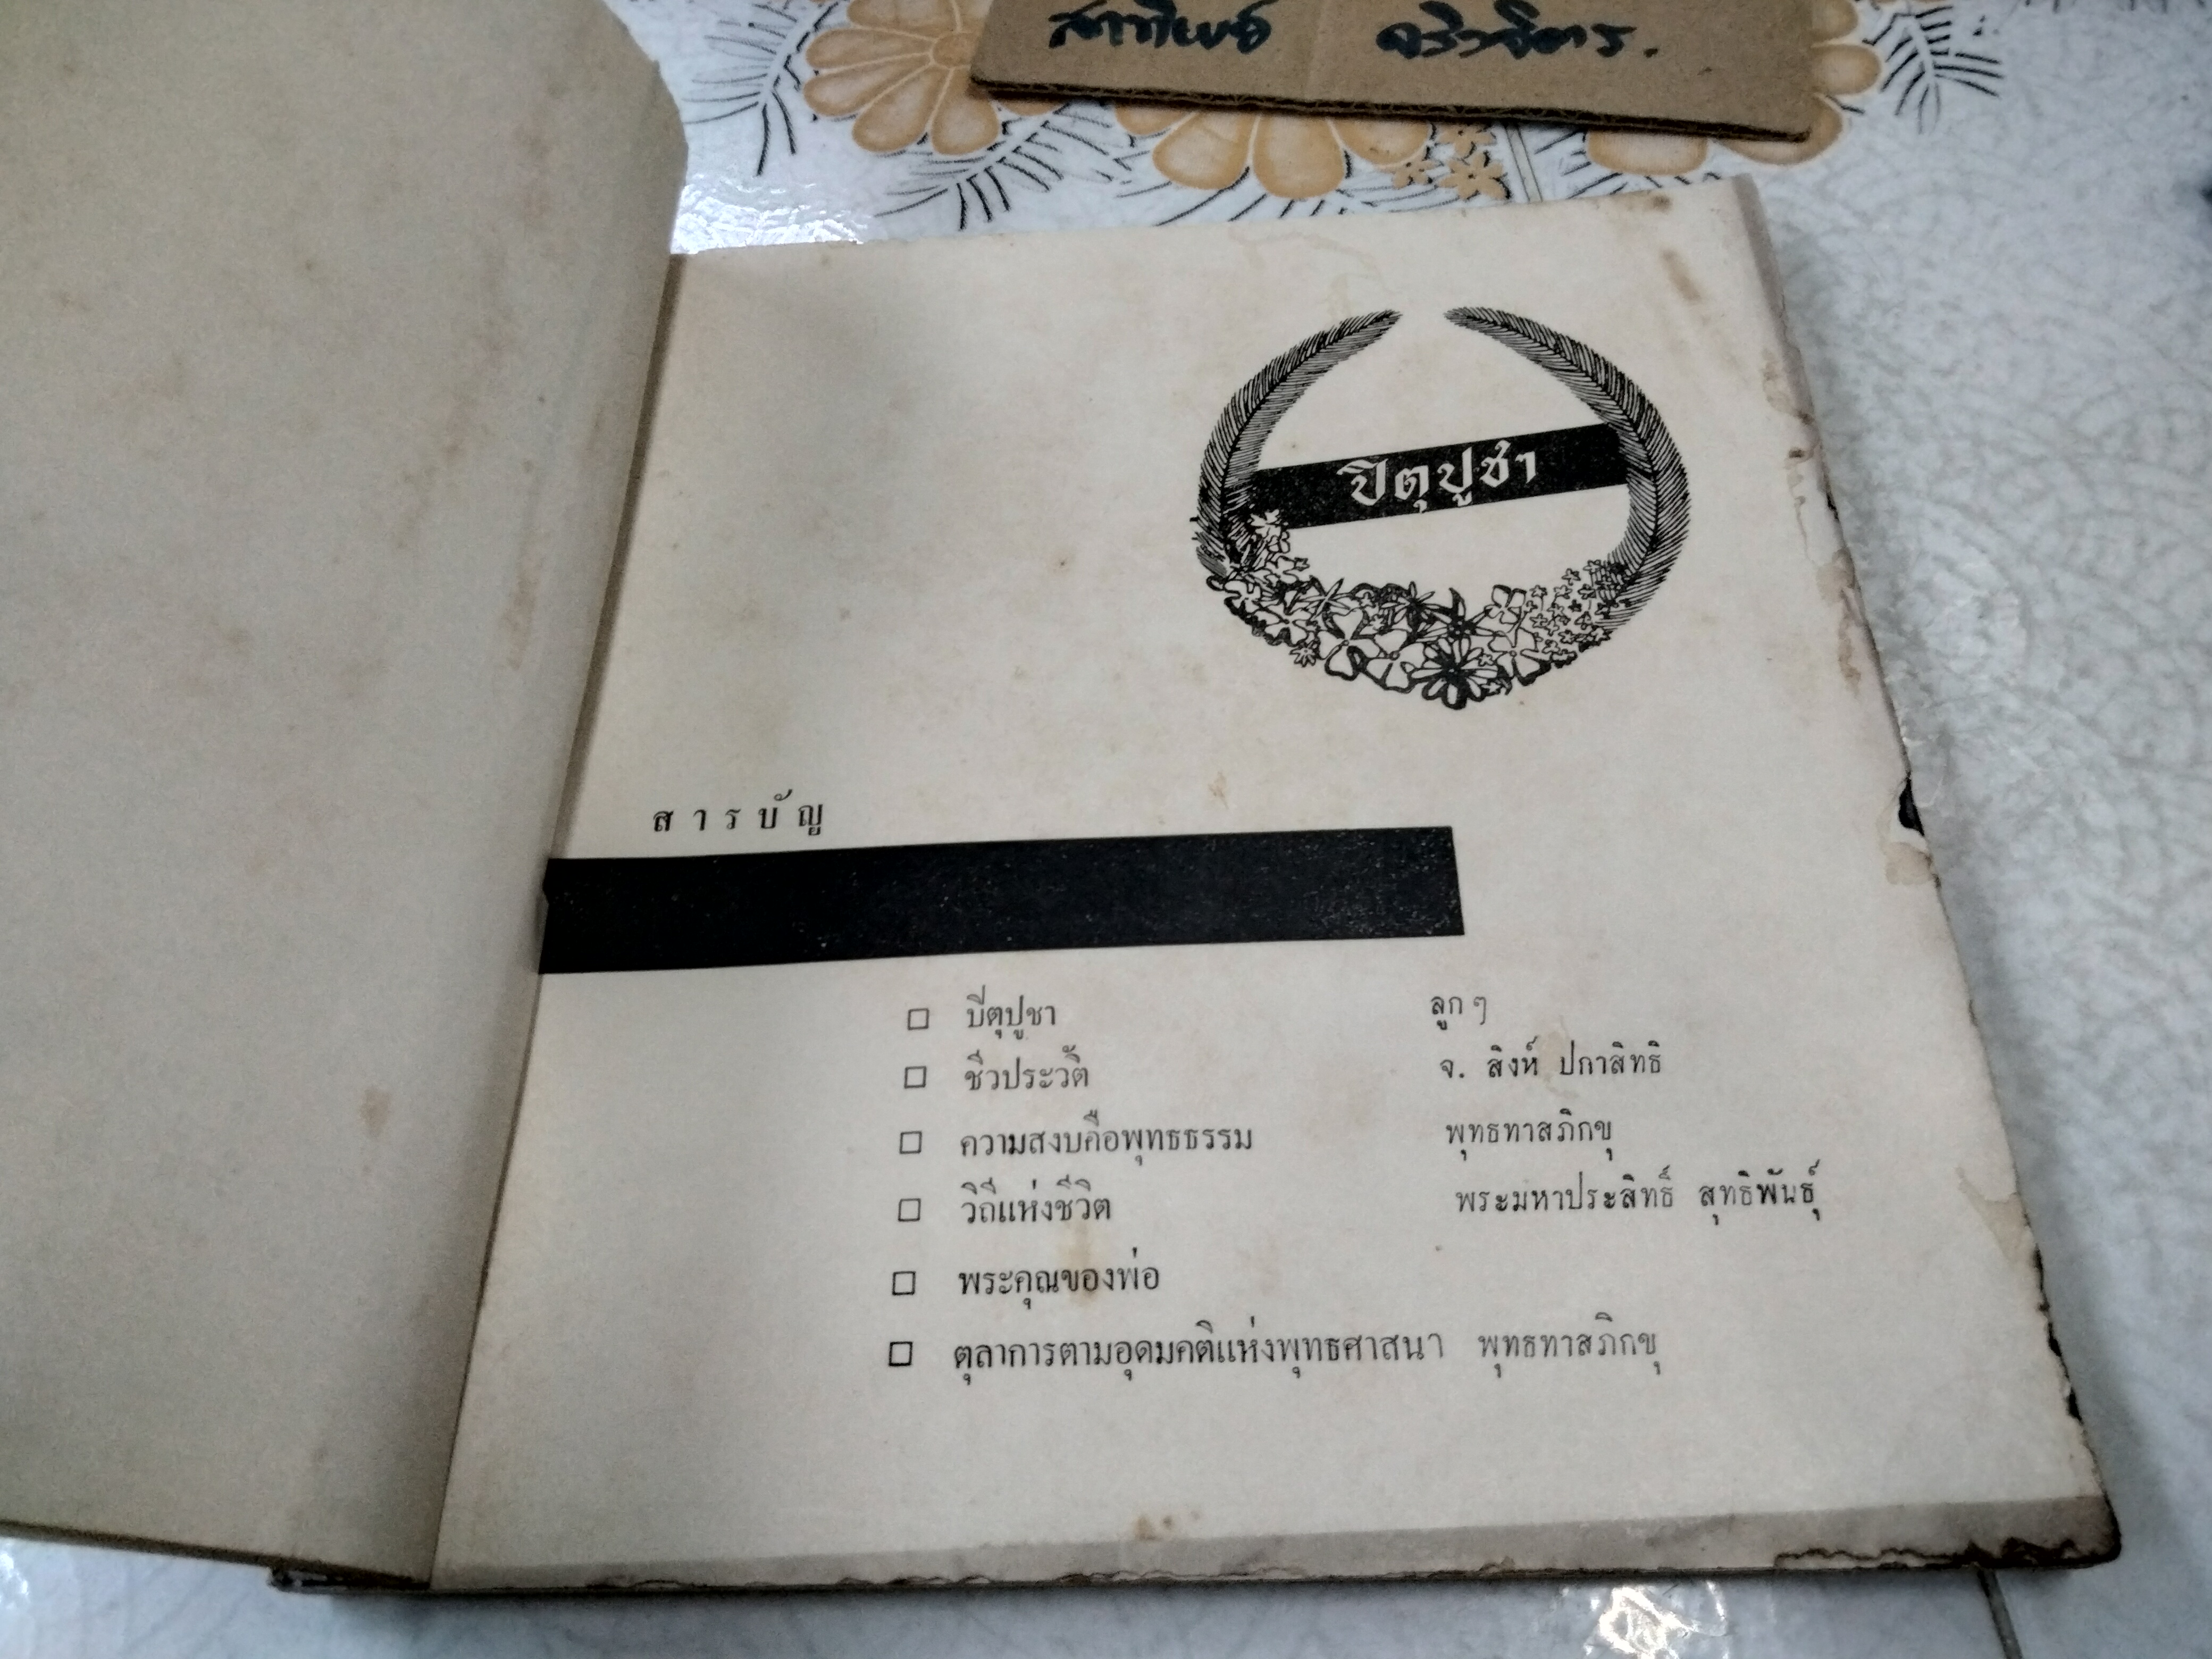 ปิตุปูชา
สารบัญ
□ บีตุปูชา ลูกๆ
□ ชีวประวัติ จ. สิงห์ ปกาสิทธิ
□ ความสงบคือพุทธธรรม พุทธทาสภิกขุ
□ วิถีแห่งชีวิต พระมหาประสิทธิ์ สุทธิพันธุ์
□ พระคุณของพ่อ
□ ตุลาการตามอุดมคติแห่งพุทธศาสนา พุทธทาสภิกขุ